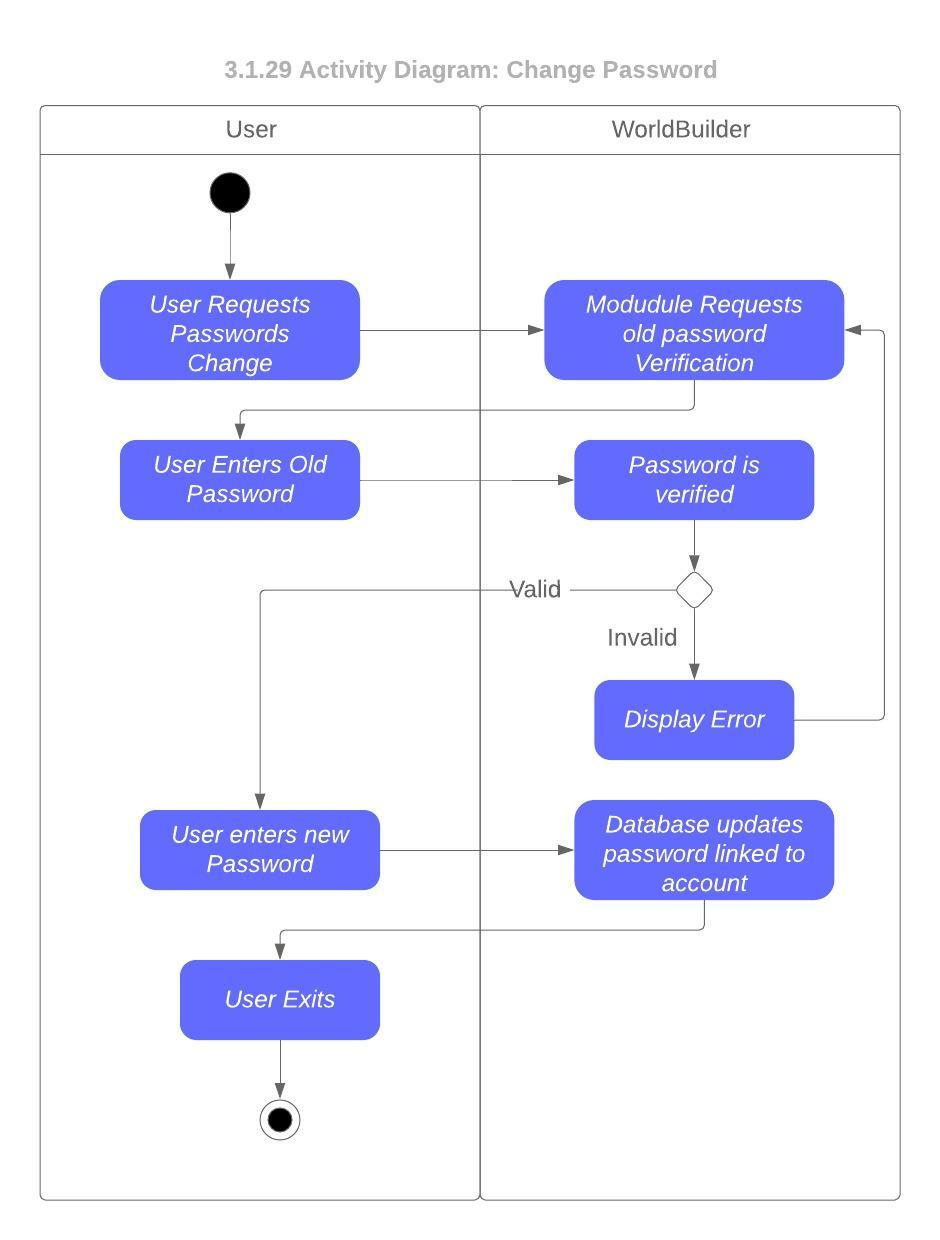 3.1.29 Activity Diagram: Change Password
User
WorldBuilder
User Requests
Passwords
Change
Modudule Requests
old password
Verification
User Enters Old
Password
Password is
verified
Valid
Invalid
Display Error
User enters new
Password
Database updates
password linked to
account
User Exits